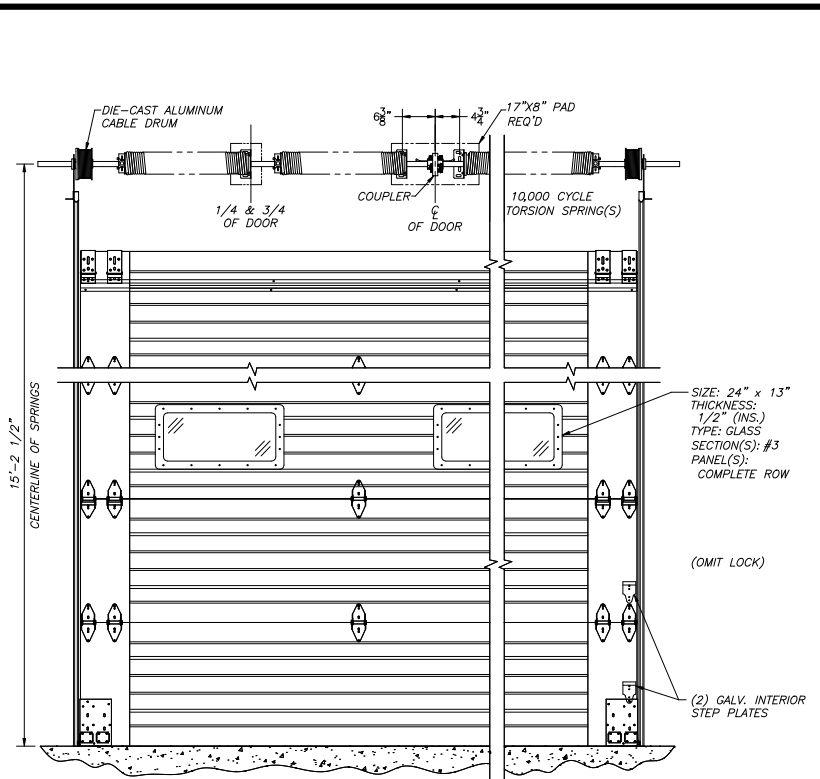 DIE-CAST ALUMINUM
CABLE DRUM
6 3/8"
4 3/4"
17"X8" PAD
REQ'D
1/4 & 3/4
OF DOOR
COUPLER
℄
OF DOOR
10,000 CYCLE
TORSION SPRING(S)
15'-2 1/2"
CENTERLINE OF SPRINGS
SIZE: 24" x 13"
THICKNESS:
1/2" (INS.)
TYPE: GLASS
SECTION(S): #3
PANEL(S):
COMPLETE ROW
(OMIT LOCK)
(2) GALV. INTERIOR
STEP PLATES